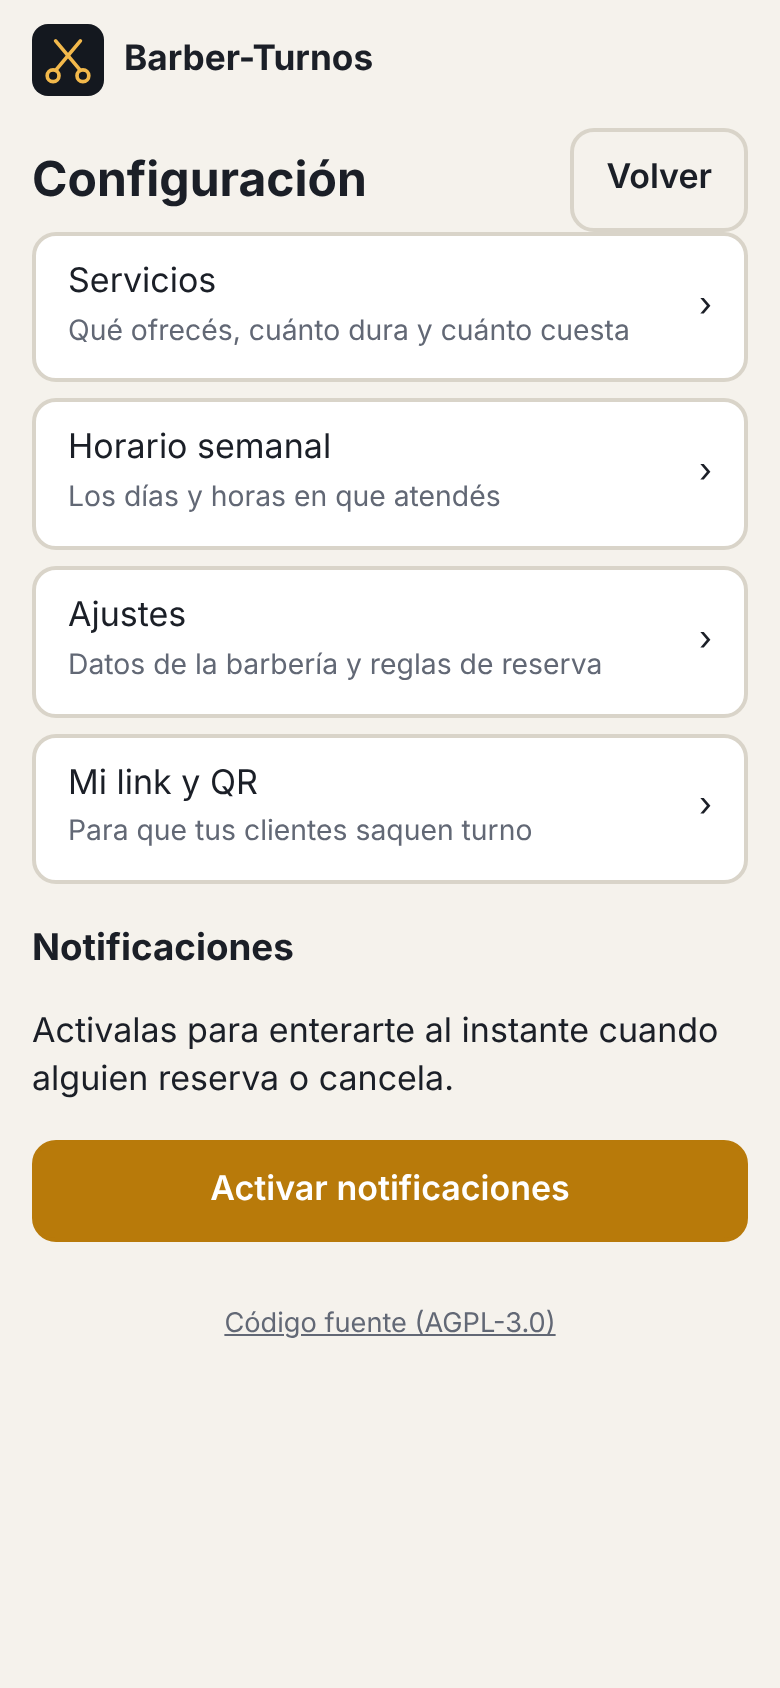 Barber-Turnos
Configuración
Volver
Servicios
Qué ofrecés, cuánto dura y cuánto cuesta
›
Horario semanal
Los días y horas en que atendés
›
Ajustes
Datos de la barbería y reglas de reserva
›
Mi link y QR
Para que tus clientes saquen turno
›
Notificaciones
Activalas para enterarte al instante cuando
alguien reserva o cancela.
Activar notificaciones
Código fuente (AGPL-3.0)